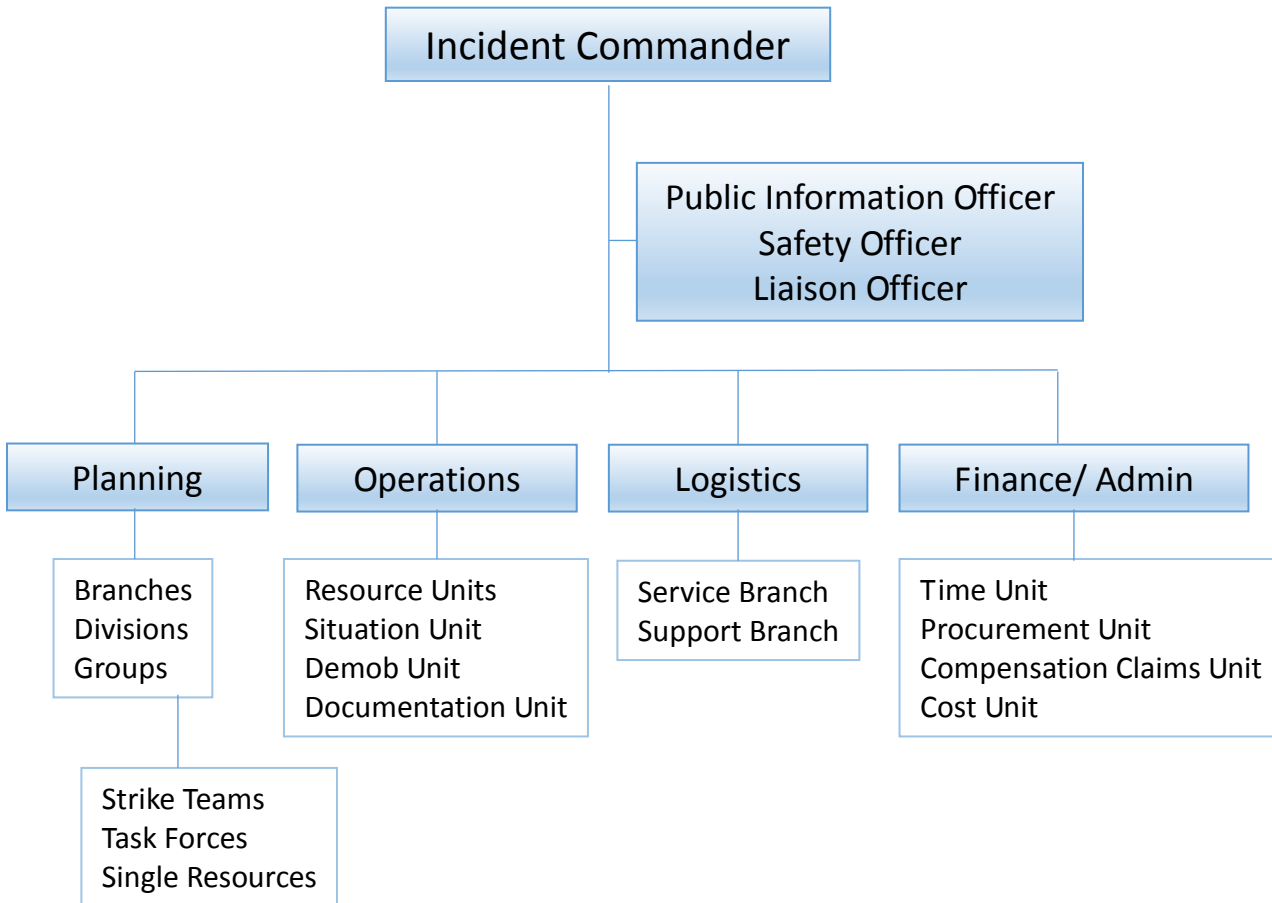 Incident Commander
Public Information Officer
Safety Officer
Liaison Officer
Planning
Operations
Logistics
Finance/ Admin
Branches
Divisions
Groups
Resource Units
Situation Unit
Demob Unit
Documentation Unit
Service Branch
Support Branch
Time Unit
Procurement Unit
Compensation Claims Unit
Cost Unit
Strike Teams
Task Forces
Single Resources